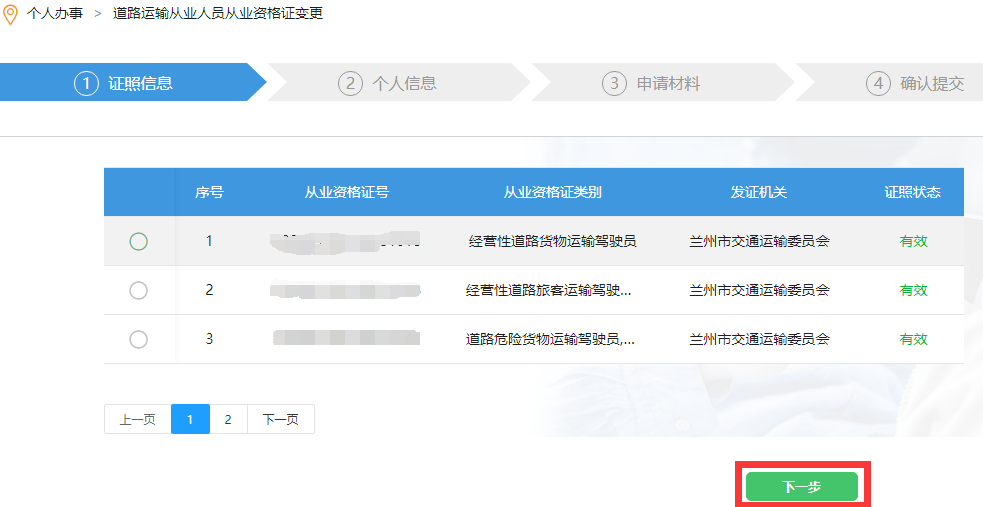 个人办事 > 道路运输从业人员从业资格证变更
1 证照信息 2 个人信息 3 申请材料 4 确认提交
序号 从业资格证号 从业资格证类别 发证机关 证照状态
1 经营性道路货物运输驾驶员 兰州市交通运输委员会 有效
2 经营性道路旅客运输驾驶... 兰州市交通运输委员会 有效
3 道路危险货物运输驾驶员,... 兰州市交通运输委员会 有效
上一页 1 2 下一页
下一步